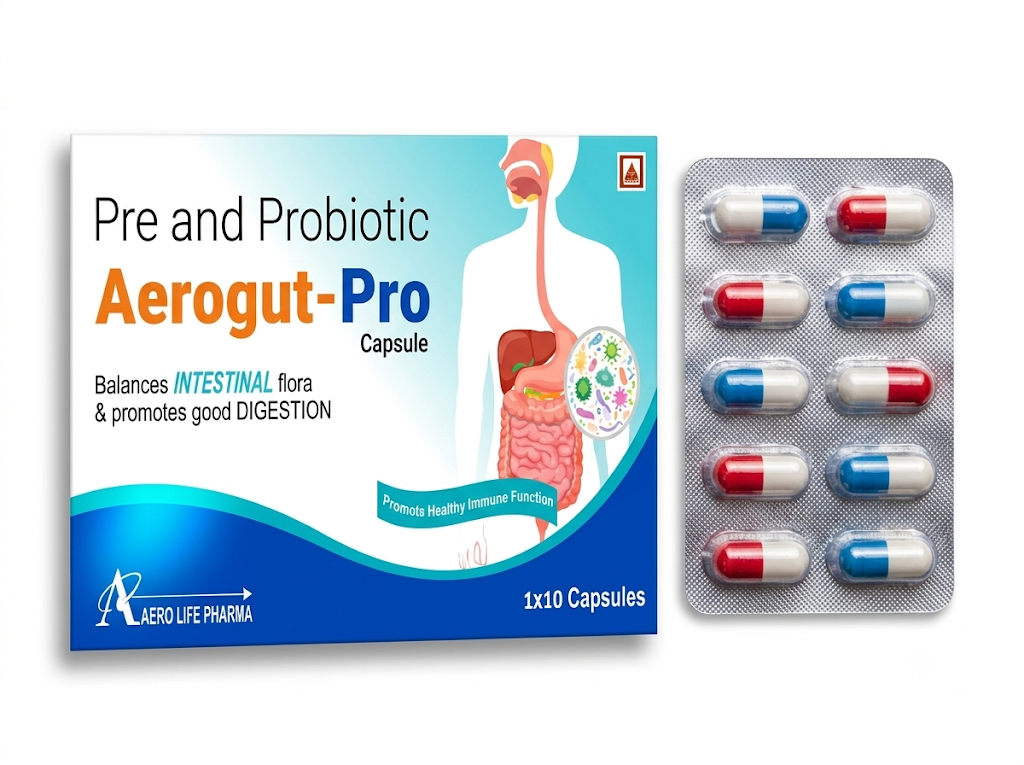 Pre and Probiotic
Aerogut-Pro
Capsule
Balances INTESTINAL flora
& promotes good DIGESTION
Promots Healthy Immune Function
AERO LIFE PHARMA
1x10 Capsules